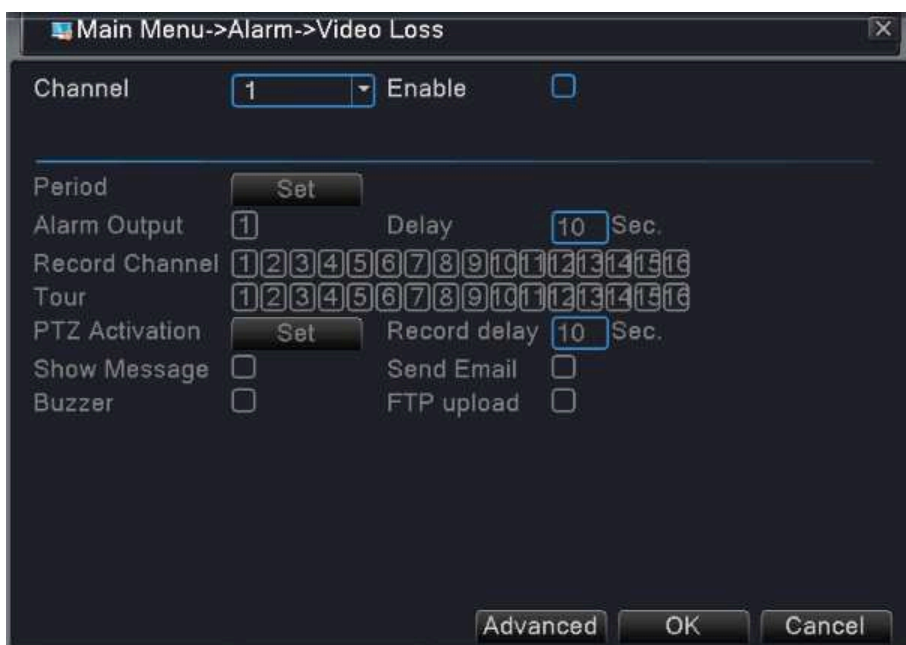 Main Menu->Alarm->Video Loss
Channel 1 Enable
Period Set
Alarm Output 1 Delay 10 Sec.
Record Channel 1 2 3 4 5 6 7 8 9 10 11 12 13 14 15 16
Tour 1 2 3 4 5 6 7 8 9 10 11 12 13 14 15 16
PTZ Activation Set Record delay 10 Sec.
Show Message Send Email
Buzzer FTP upload
Advanced OK Cancel